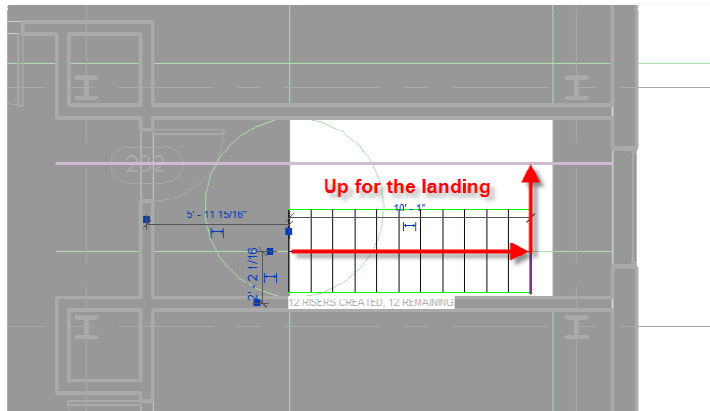 232
Up for the landing
5' - 11 15/16"
10' - 1"
2' - 2 1/16
12 RISERS CREATED, 12 REMAINING